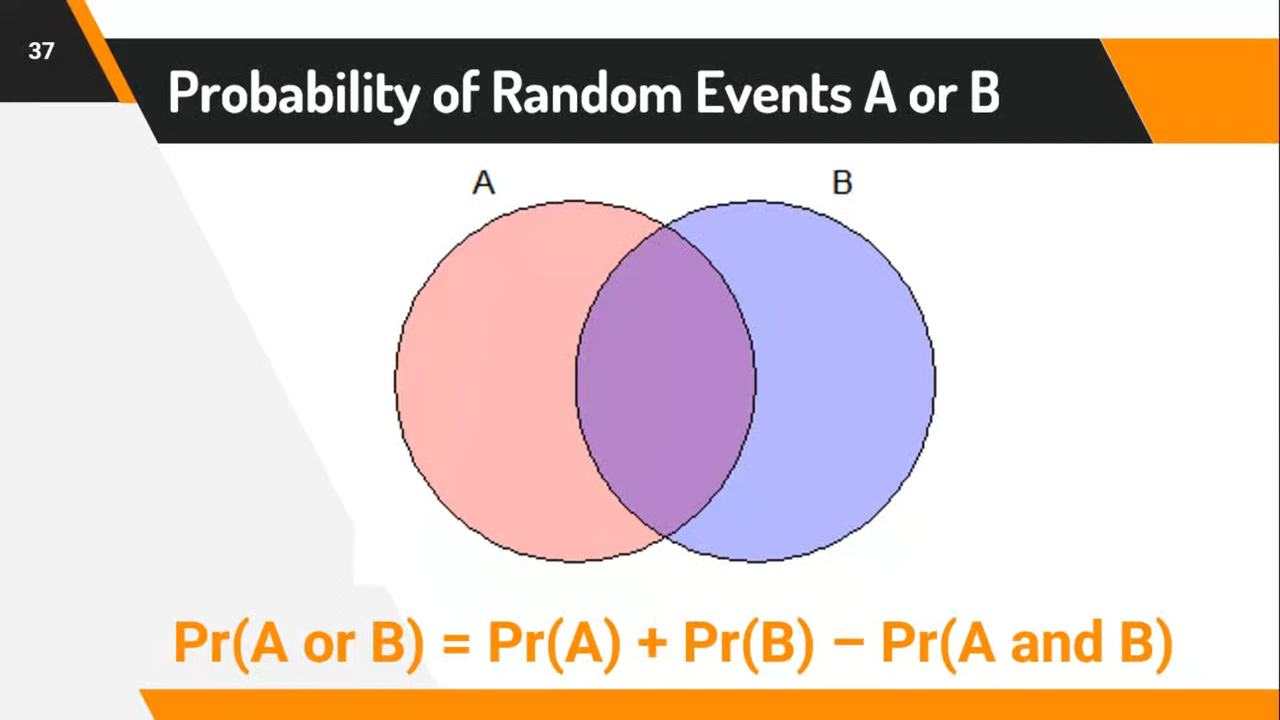 37
Probability of Random Events A or B
A
B
Pr(A or B) = Pr(A) + Pr(B) – Pr(A and B)